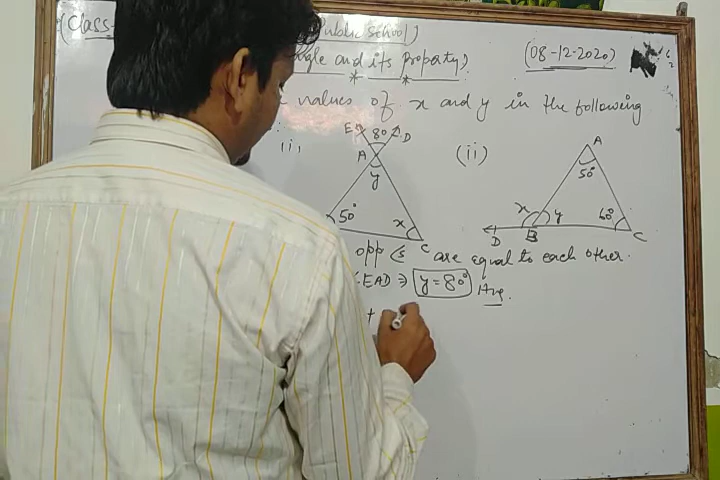 (Class- Public School)
and its property) (08-12-2020)
values of x and y in the following
(i) E 80° D A y 50° x C
(ii) A 50° x y 60° D B C
opp ∠s are equal to each other.
∠EAD ⇒ y = 80° Ans.
+